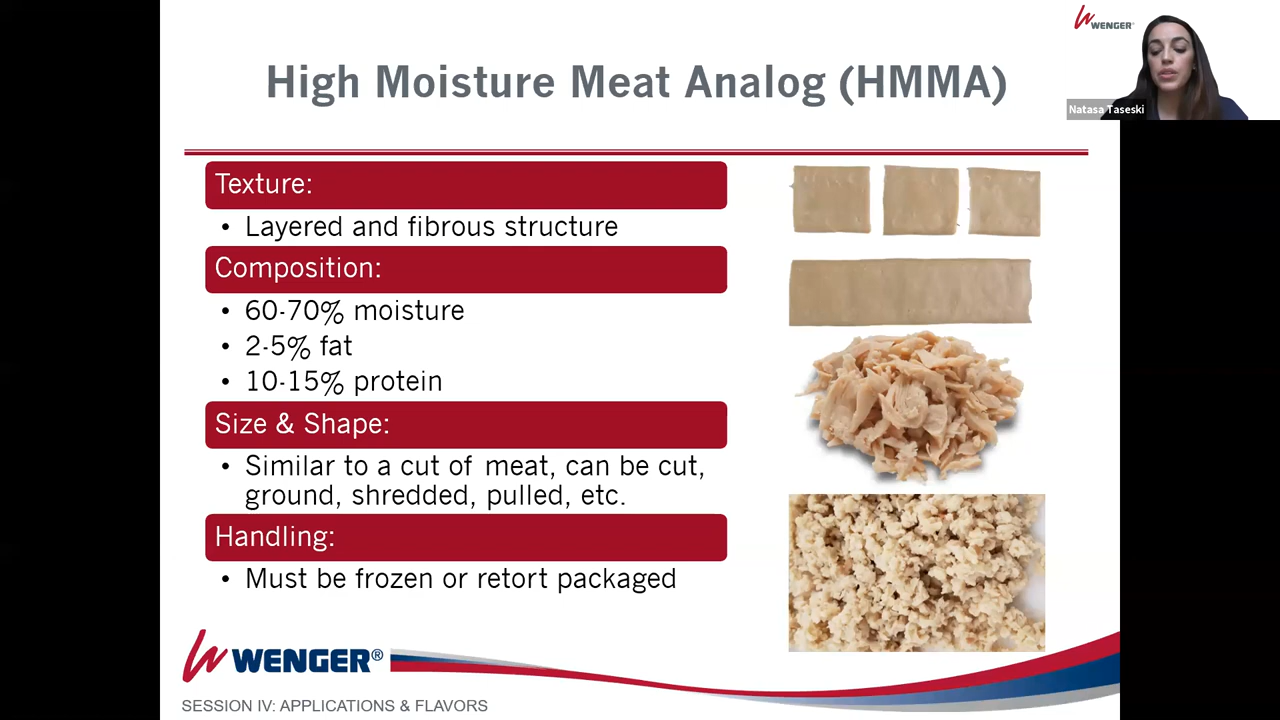 WENGER®
Natasa Taseski
High Moisture Meat Analog (HMMA)
Texture:
• Layered and fibrous structure
Composition:
• 60-70% moisture
• 2-5% fat
• 10-15% protein
Size & Shape:
• Similar to a cut of meat, can be cut,
ground, shredded, pulled, etc.
Handling:
• Must be frozen or retort packaged
WENGER®
SESSION IV: APPLICATIONS & FLAVORS